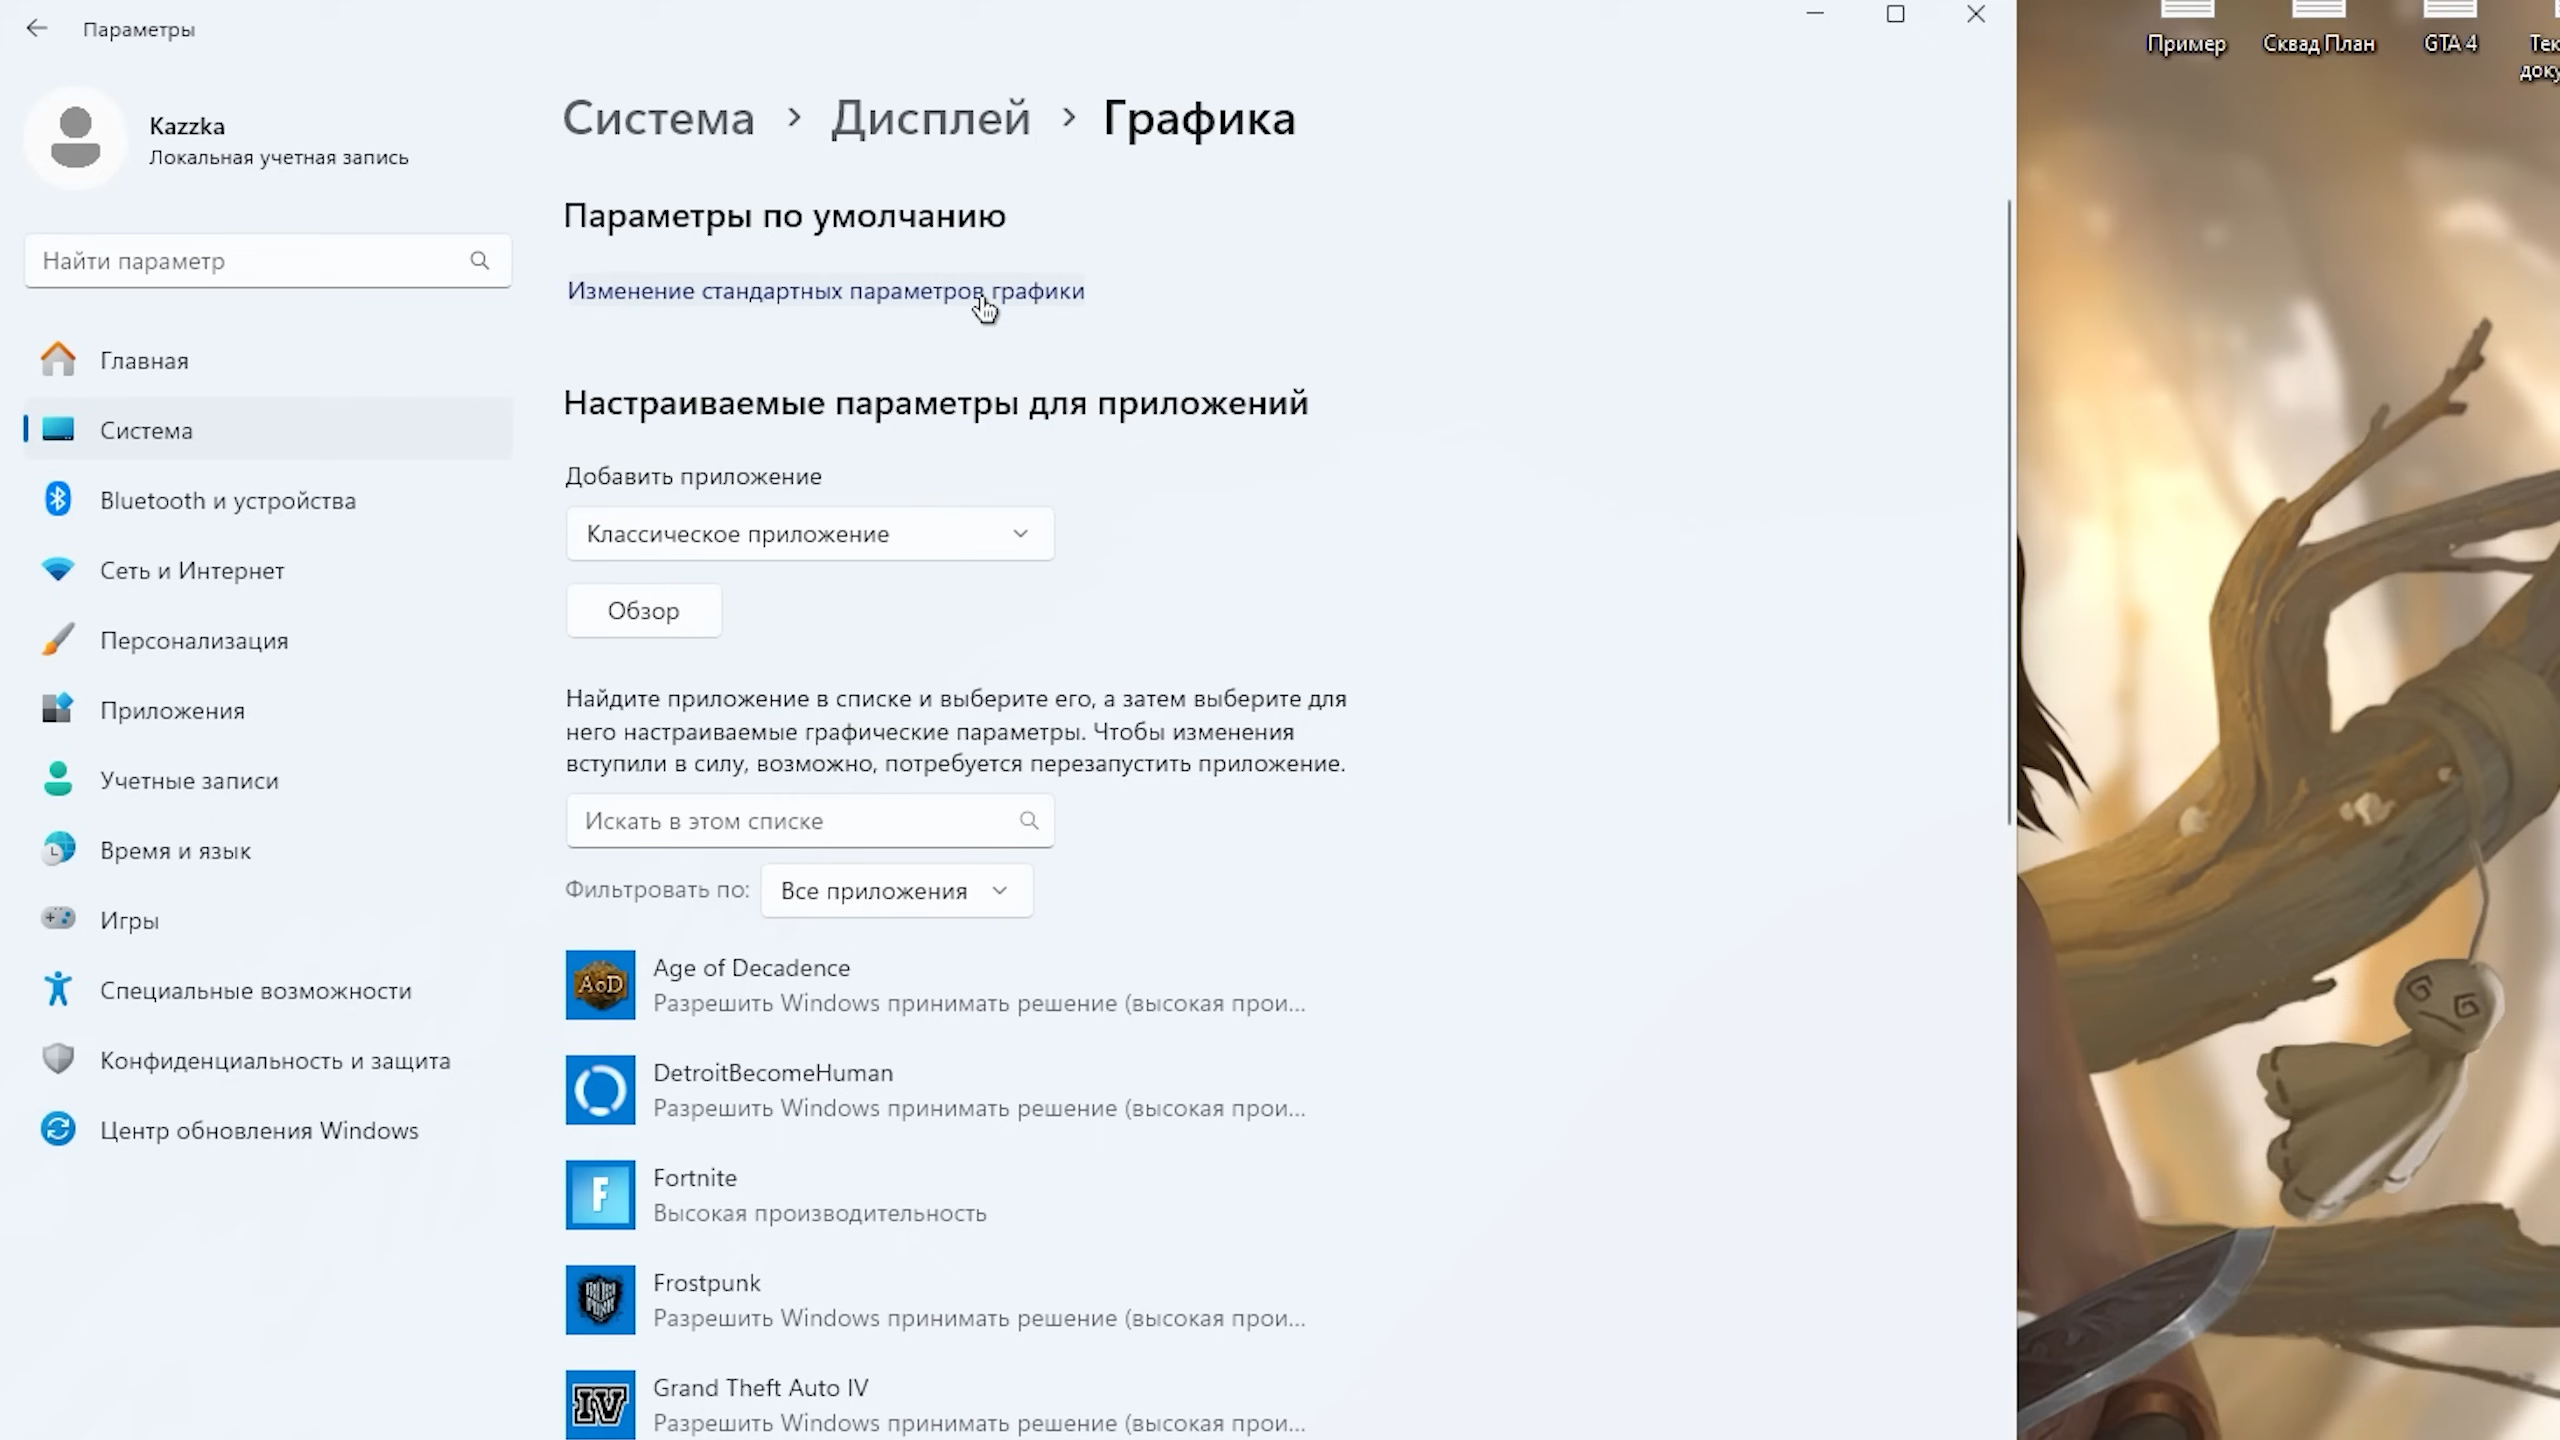 Параметры
Пример
Сквад План
GTA 4
Kazzka
Локальная учетная запись
Найти параметр
Главная
Система
Bluetooth и устройства
Сеть и Интернет
Персонализация
Приложения
Учетные записи
Время и язык
Игры
Специальные возможности
Конфиденциальность и защита
Центр обновления Windows
Система > Дисплей > Графика
Параметры по умолчанию
Изменение стандартных параметров графики
Настраиваемые параметры для приложений
Добавить приложение
Классическое приложение
Обзор
Найдите приложение в списке и выберите его, а затем выберите для
него настраиваемые графические параметры. Чтобы изменения
вступили в силу, возможно, потребуется перезапустить приложение.
Искать в этом списке
Фильтровать по: Все приложения
AoD
Age of Decadence
Разрешить Windows принимать решение (высокая прои...
DetroitBecomeHuman
Разрешить Windows принимать решение (высокая прои...
F
Fortnite
Высокая производительность
Frostpunk
Разрешить Windows принимать решение (высокая прои...
IV
Grand Theft Auto IV
Разрешить Windows принимать решение (высокая прои...